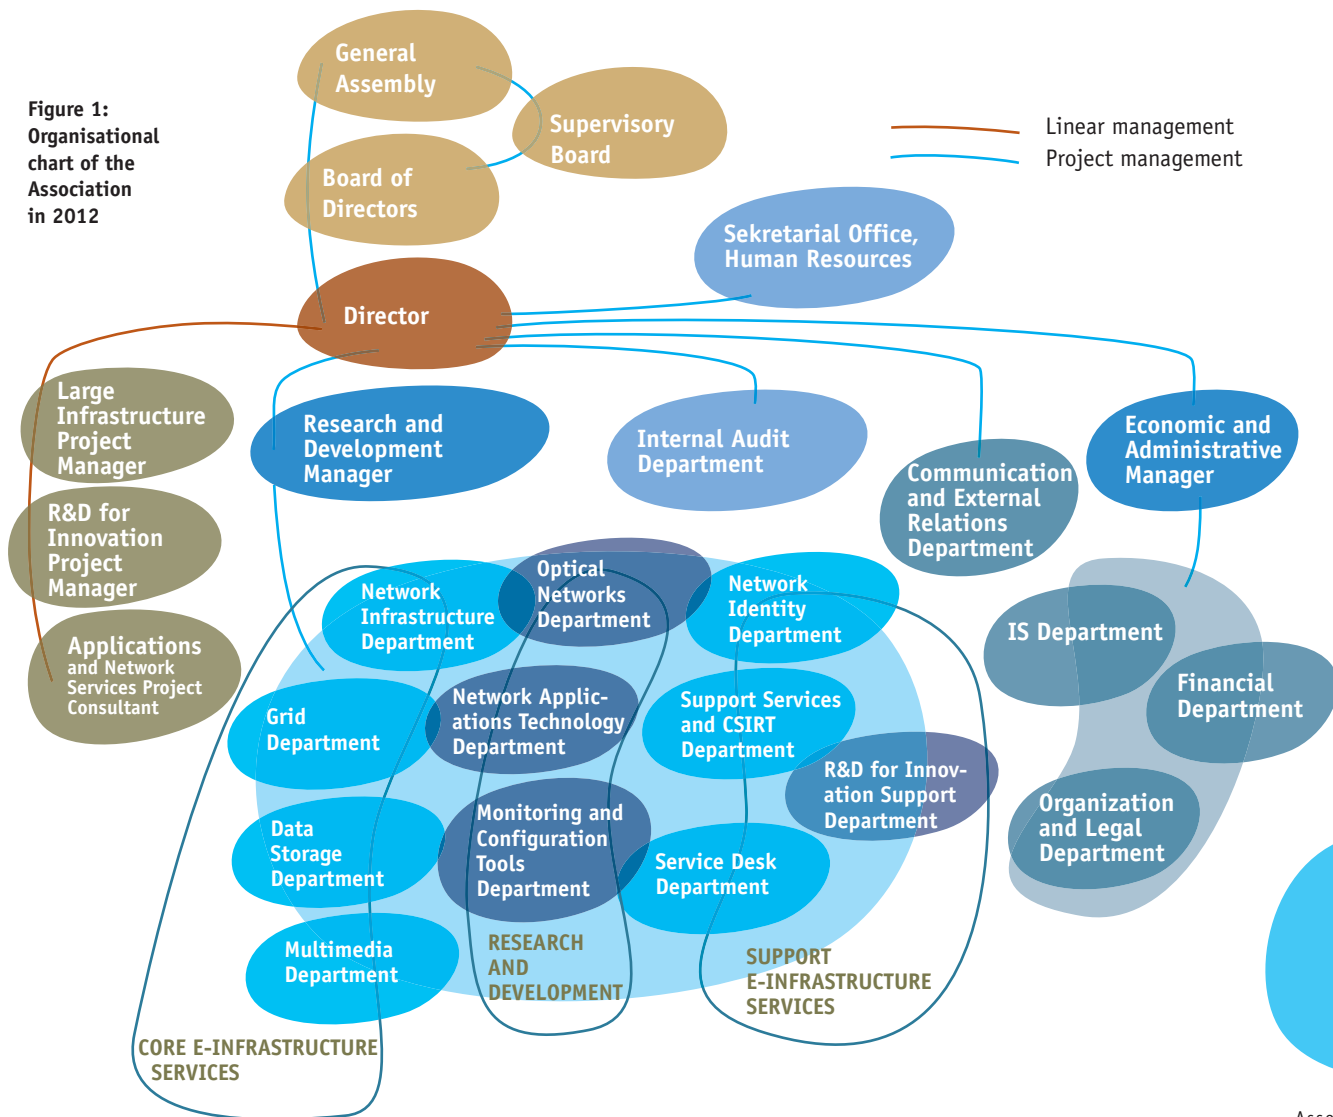 Figure 1:
Organisational
chart of the
Association
in 2012
General
Assembly
Supervisory
Board
Board of
Directors
Linear management
Project management
Sekretarial Office,
Human Resources
Director
Large
Infrastructure
Project
Manager
Research and
Development
Manager
Internal Audit
Department
Communication
and External
Relations
Department
Economic and
Administrative
Manager
R&D for
Innovation
Project
Manager
Applications
and Network
Services Project
Consultant
Network
Infrastructure
Department
Optical
Networks
Department
Network
Identity
Department
IS Department
Financial
Department
Grid
Department
Network Applic-
ations Technology
Department
Support Services
and CSIRT
Department
R&D for Innov-
ation Support
Department
Organization
and Legal
Department
Data
Storage
Department
Monitoring and
Configuration
Tools
Department
Service Desk
Department
Multimedia
Department
RESEARCH
AND
DEVELOPMENT
SUPPORT
E-INFRASTRUCTURE
SERVICES
CORE E-INFRASTRUCTURE
SERVICES